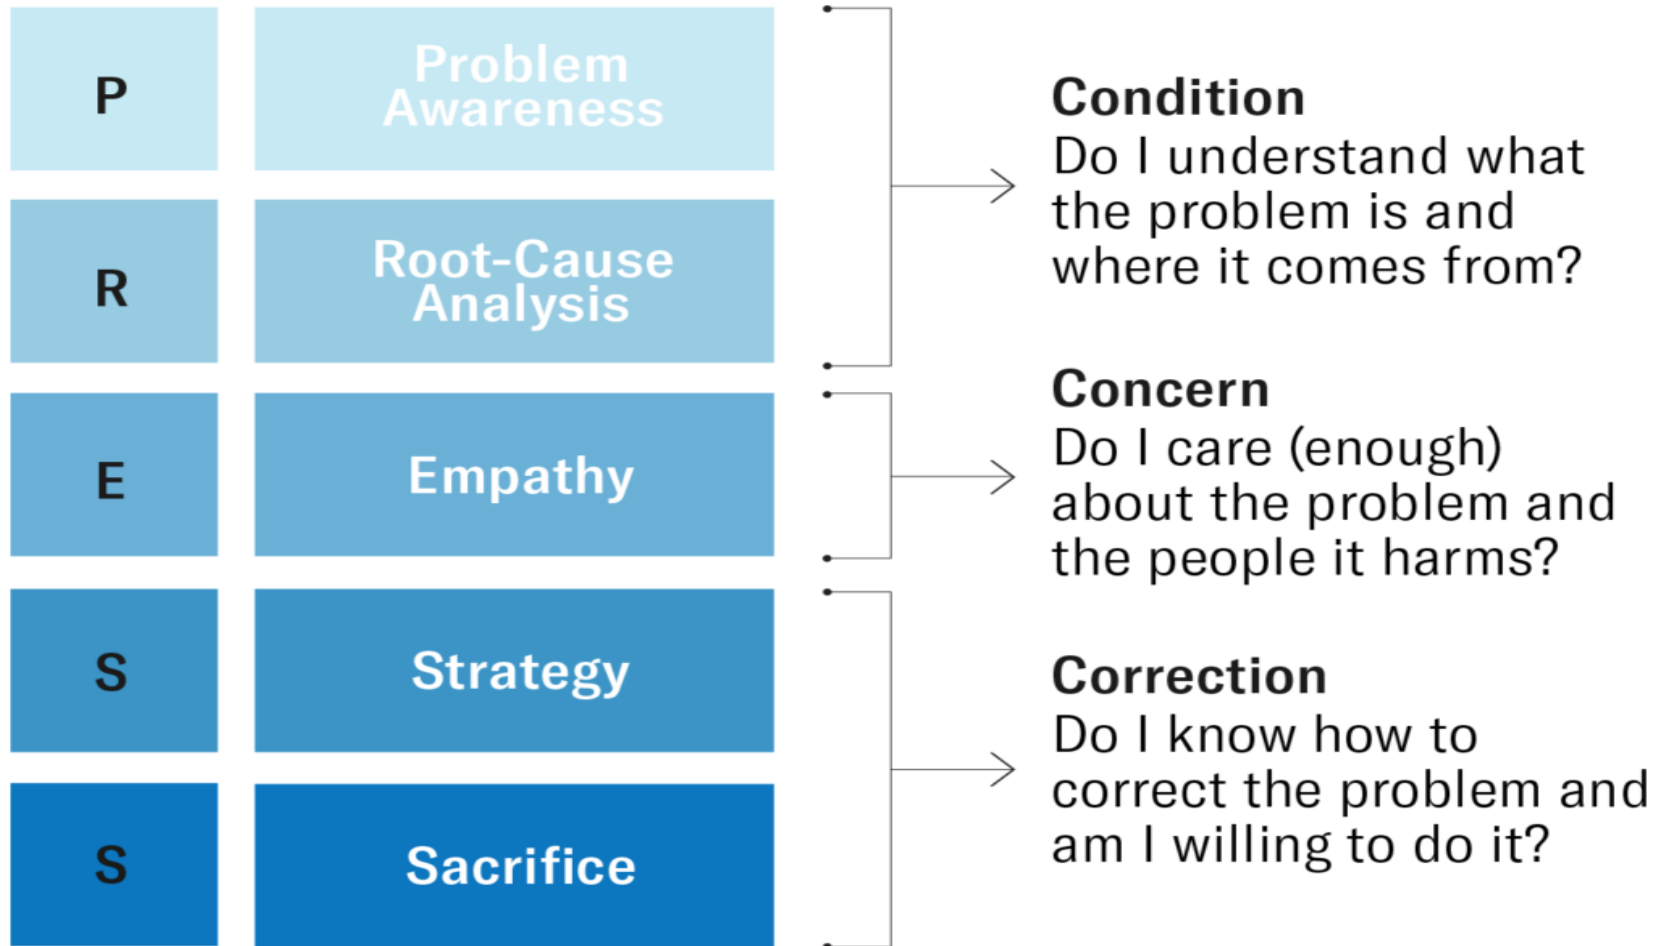 P
Problem
Awareness
R
Root-Cause
Analysis
E
Empathy
S
Strategy
S
Sacrifice
Condition
Do I understand what
the problem is and
where it comes from?
Concern
Do I care (enough)
about the problem and
the people it harms?
Correction
Do I know how to
correct the problem and
am I willing to do it?